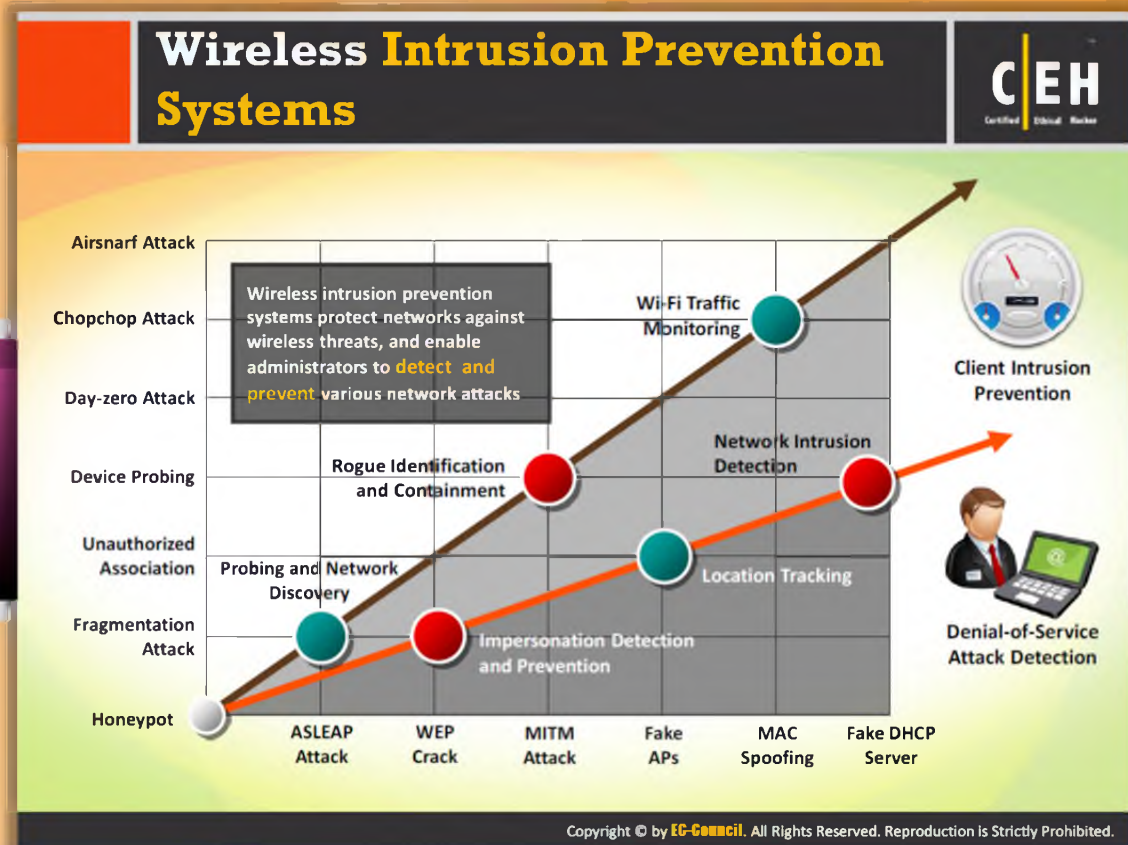 Wireless Intrusion Prevention
Systems
C|EH
Certified Ethical Hacker
Airsnarf Attack
Chopchop Attack
Day-zero Attack
Device Probing
Unauthorized
Association
Fragmentation
Attack
Honeypot
Wireless intrusion prevention
systems protect networks against
wireless threats, and enable
administrators to detect and
prevent various network attacks
Wi-Fi Traffic
Monitoring
Rogue Identification
and Containment
Network Intrusion
Detection
Probing and Network
Discovery
Location Tracking
Impersonation Detection
and Prevention
Client Intrusion
Prevention
@
Denial-of-Service
Attack Detection
ASLEAP
Attack
WEP
Crack
MITM
Attack
Fake
APs
MAC
Spoofing
Fake DHCP
Server
Copyright © by EC-Council. All Rights Reserved. Reproduction is Strictly Prohibited.